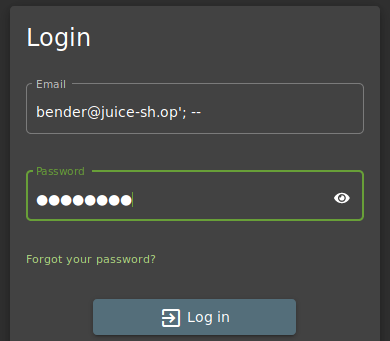 Login
Email
bender@juice-sh.op'; --
Password
●●●●●●●●
Forgot your password?
Log in